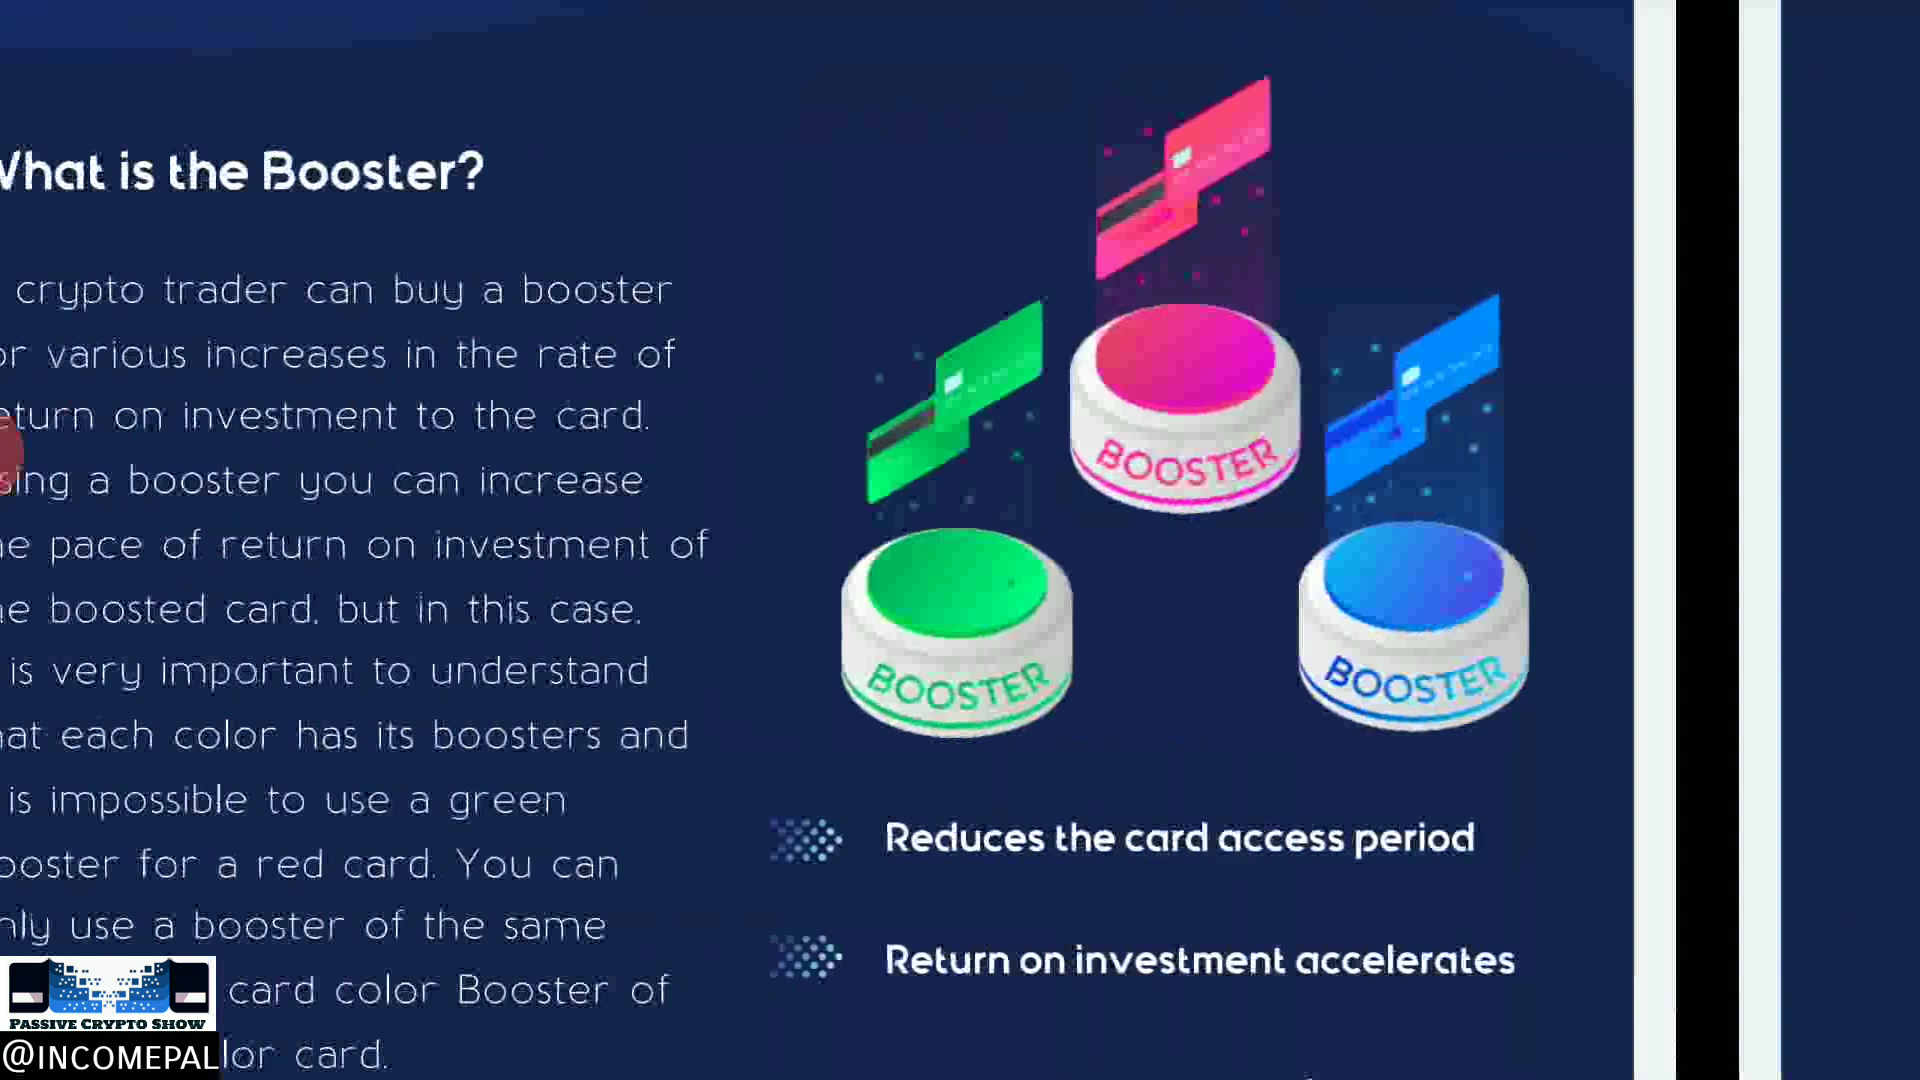 What is the Booster?
crypto trader can buy a booster
or various increases in the rate of
eturn on investment to the card.
sing a booster you can increase
he pace of return on investment of
he boosted card, but in this case,
is very important to understand
hat each color has its boosters and
is impossible to use a green
ooster for a red card. You can
nly use a booster of the same
card color Booster of
lor card.
BOOSTER
BOOSTER
BOOSTER
Reduces the card access period
Return on investment accelerates
PASSIVE CRYPTO SHOW
@INCOMEPAL